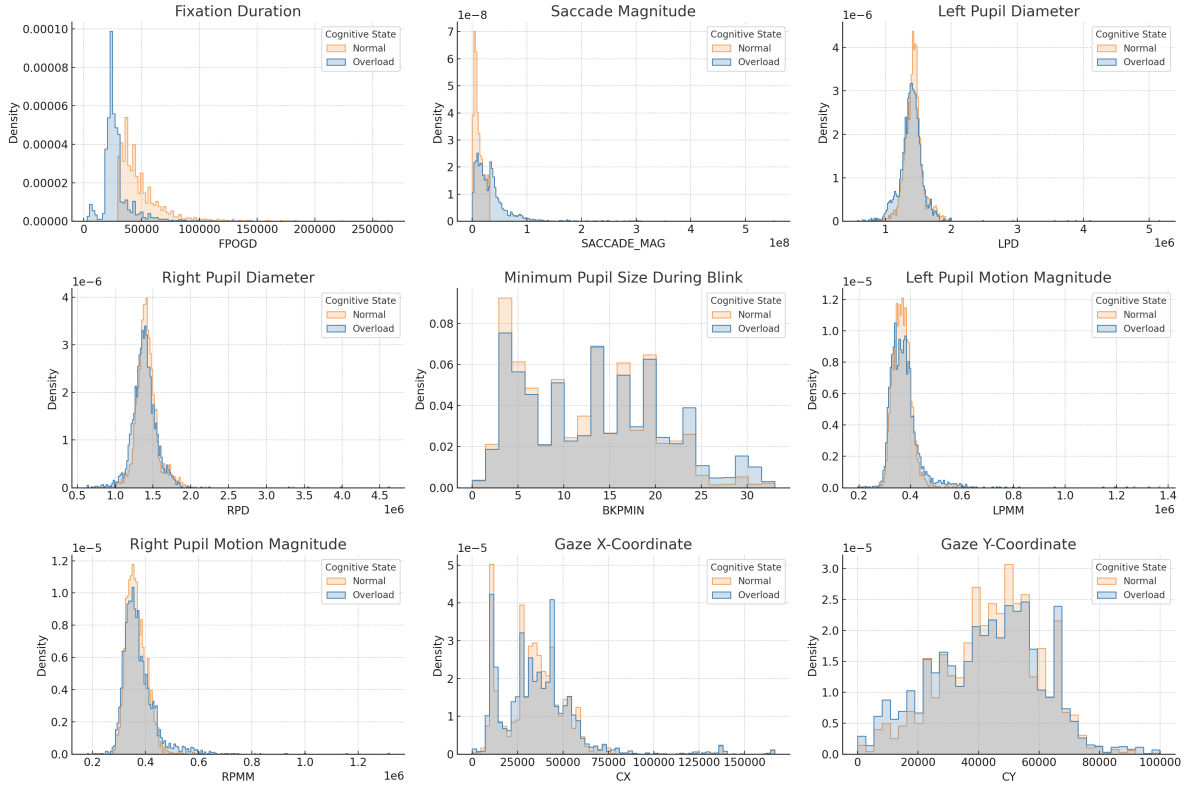 Fixation Duration
Cognitive State
Normal
Overload
Density
0.00010
0.00008
0.00006
0.00004
0.00002
0.00000
0
50000
100000
150000
200000
250000
FPOGD
Saccade Magnitude
1e−8
Cognitive State
Normal
Overload
Density
7
6
5
4
3
2
1
0
0
1
2
3
4
5
1e8
SACCADE_MAG
Left Pupil Diameter
1e−6
Cognitive State
Normal
Overload
Density
4
3
2
1
0
1
2
3
4
5
1e6
LPD
Right Pupil Diameter
1e−6
Cognitive State
Normal
Overload
Density
4
3
2
1
0
0.5
1.0
1.5
2.0
2.5
3.0
3.5
4.0
4.5
1e6
RPD
Minimum Pupil Size During Blink
Cognitive State
Normal
Overload
Density
0.08
0.06
0.04
0.02
0.00
0
5
10
15
20
25
30
BKPMIN
Left Pupil Motion Magnitude
1e−5
Cognitive State
Normal
Overload
Density
1.2
1.0
0.8
0.6
0.4
0.2
0.0
0.2
0.4
0.6
0.8
1.0
1.2
1.4
1e6
LPMM
Right Pupil Motion Magnitude
1e−5
Cognitive State
Normal
Overload
Density
1.2
1.0
0.8
0.6
0.4
0.2
0.0
0.2
0.4
0.6
0.8
1.0
1.2
1e6
RPMM
Gaze X-Coordinate
1e−5
Cognitive State
Normal
Overload
Density
5
4
3
2
1
0
0
25000
50000
75000
100000
125000
150000
CX
Gaze Y-Coordinate
1e−5
Cognitive State
Normal
Overload
Density
3.0
2.5
2.0
1.5
1.0
0.5
0.0
0
20000
40000
60000
80000
100000
CY